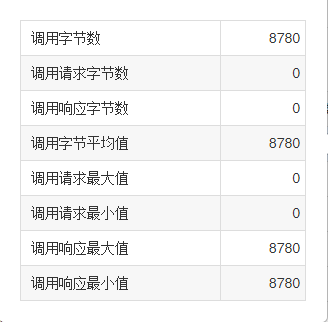 调用字节数 8780
调用请求字节数 0
调用响应字节数 0
调用字节平均值 8780
调用请求最大值 0
调用请求最小值 0
调用响应最大值 8780
调用响应最小值 8780